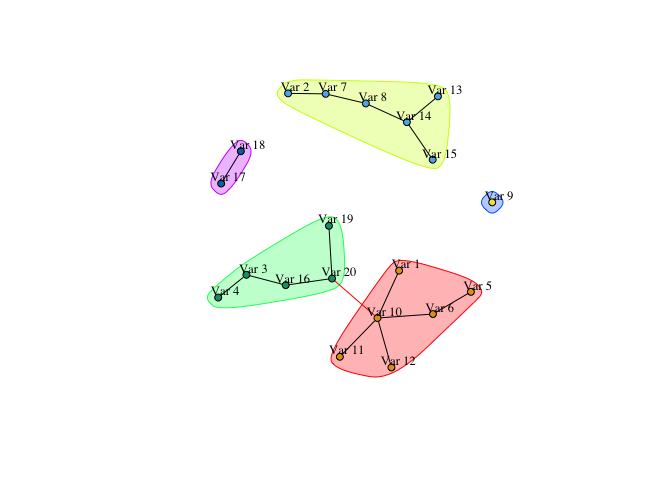 Var 2
Var 7
Var 13
Var 8
Var 14
Var 15
Var 18
Var 17
Var 9
Var 19
Var 3
Var 20
Var 16
Var 4
Var 1
Var 5
Var 6
Var 10
Var 11
Var 12